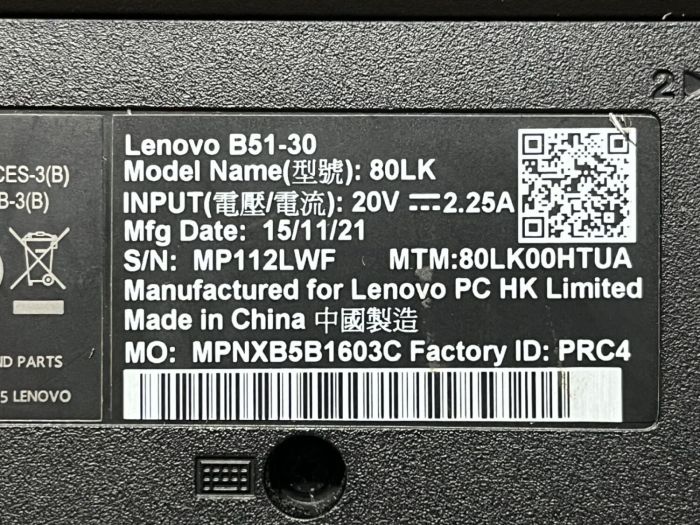 2
CES-3(B)
B-3(B)
ND PARTS
5 LENOVO
Lenovo B51-30
Model Name(型號): 80LK
INPUT(電壓/電流): 20V ⎓ 2.25A
Mfg Date: 15/11/21
S/N: MP112LWF MTM:80LK00HTUA
Manufactured for Lenovo PC HK Limited
Made in China 中國製造
MO: MPNXB5B1603C Factory ID: PRC4